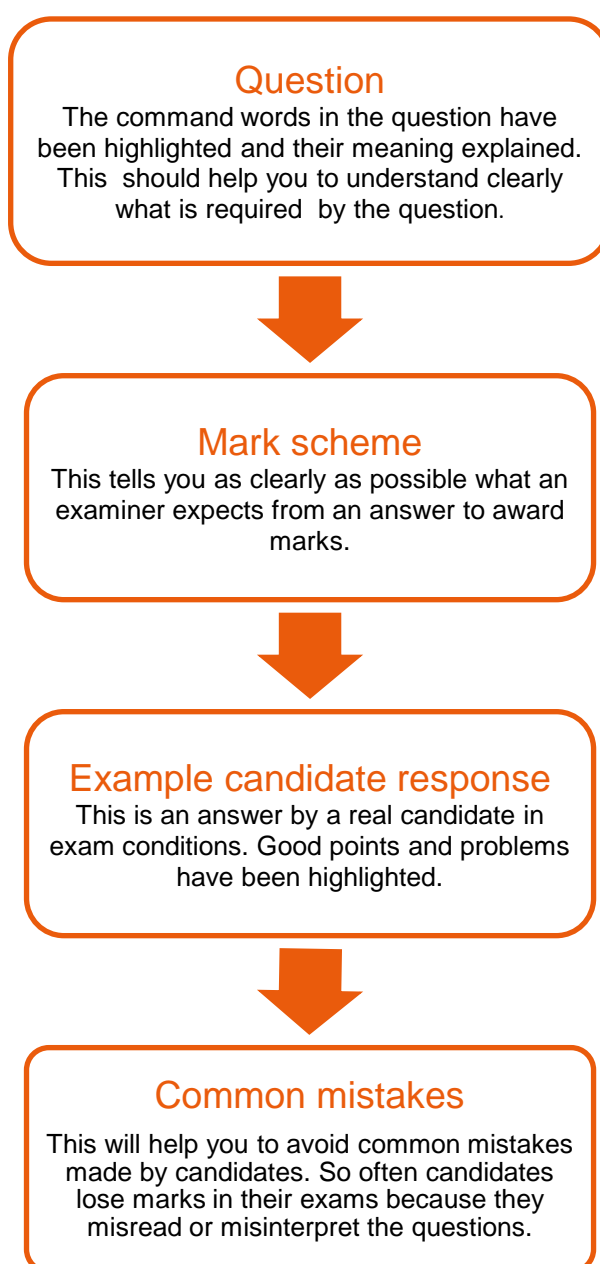 Question
The command words in the question have
been highlighted and their meaning explained.
This should help you to understand clearly
what is required by the question.
Mark scheme
This tells you as clearly as possible what an
examiner expects from an answer to award
marks.
Example candidate response
This is an answer by a real candidate in
exam conditions. Good points and problems
have been highlighted.
Common mistakes
This will help you to avoid common mistakes
made by candidates. So often candidates
lose marks in their exams because they
misread or misinterpret the questions.